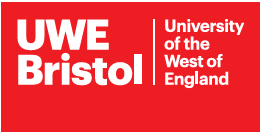 UWE
Bristol
University
of the
West of
England